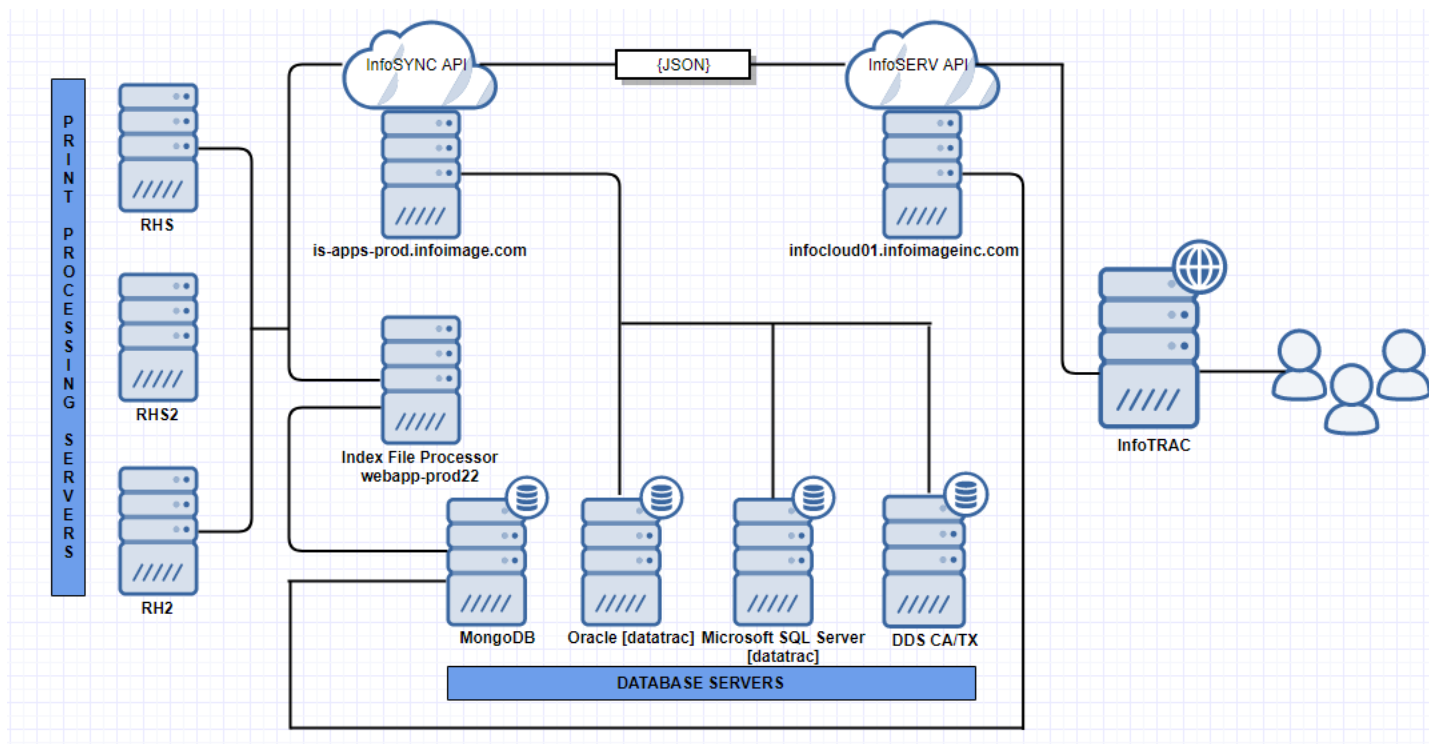 InfoSYNC API
{JSON}
InfoSERV API
PRINT PROCESSING SERVERS
RHS
is-apps-prod.infoimage.com
infocloud01.infoimageinc.com
RHS2
InfoTRAC
Index File Processor
webapp-prod22
RH2
MongoDB
Oracle [datatrac]
Microsoft SQL Server
[datatrac]
DDS CA/TX
DATABASE SERVERS